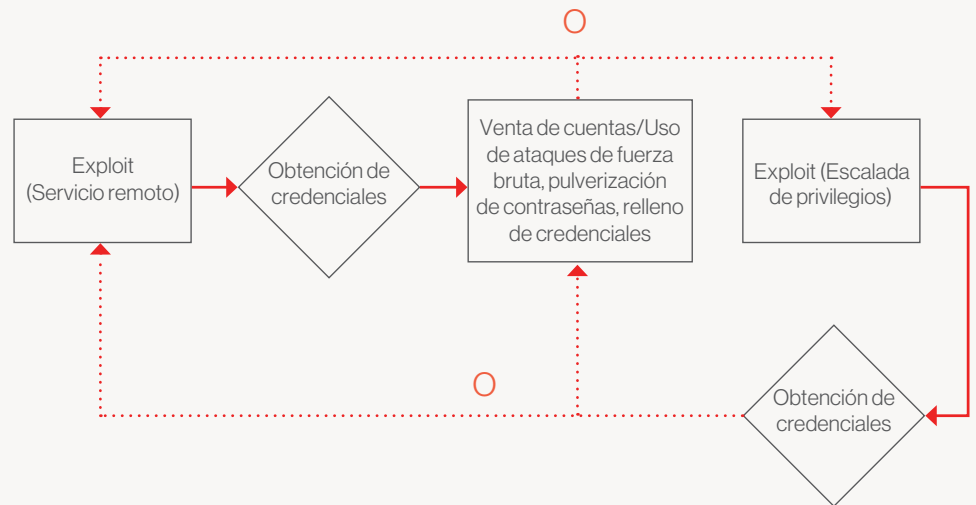 O
Exploit
(Servicio remoto)
Obtención de
credenciales
Venta de cuentas/Uso
de ataques de fuerza
bruta, pulverización
de contraseñas, relleno
de credenciales
Exploit (Escalada
de privilegios)
O
Obtención de
credenciales